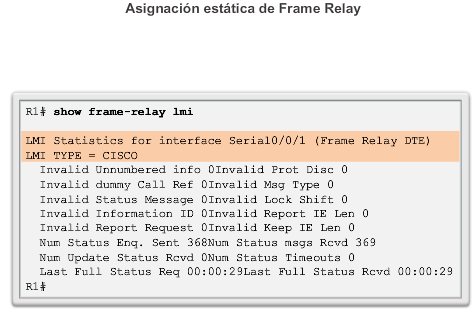 Asignación estática de Frame Relay
R1# show frame-relay lmi
LMI Statistics for interface Serial0/0/1 (Frame Relay DTE)
LMI TYPE = CISCO
Invalid Unnumbered info 0Invalid Prot Disc 0
Invalid dummy Call Ref 0Invalid Msg Type 0
Invalid Status Message 0Invalid Lock Shift 0
Invalid Information ID 0Invalid Report IE Len 0
Invalid Report Request 0Invalid Keep IE Len 0
Num Status Enq. Sent 368Num Status msgs Rcvd 369
Num Update Status Rcvd 0Num Status Timeouts 0
Last Full Status Req 00:00:29Last Full Status Rcvd 00:00:29
R1#